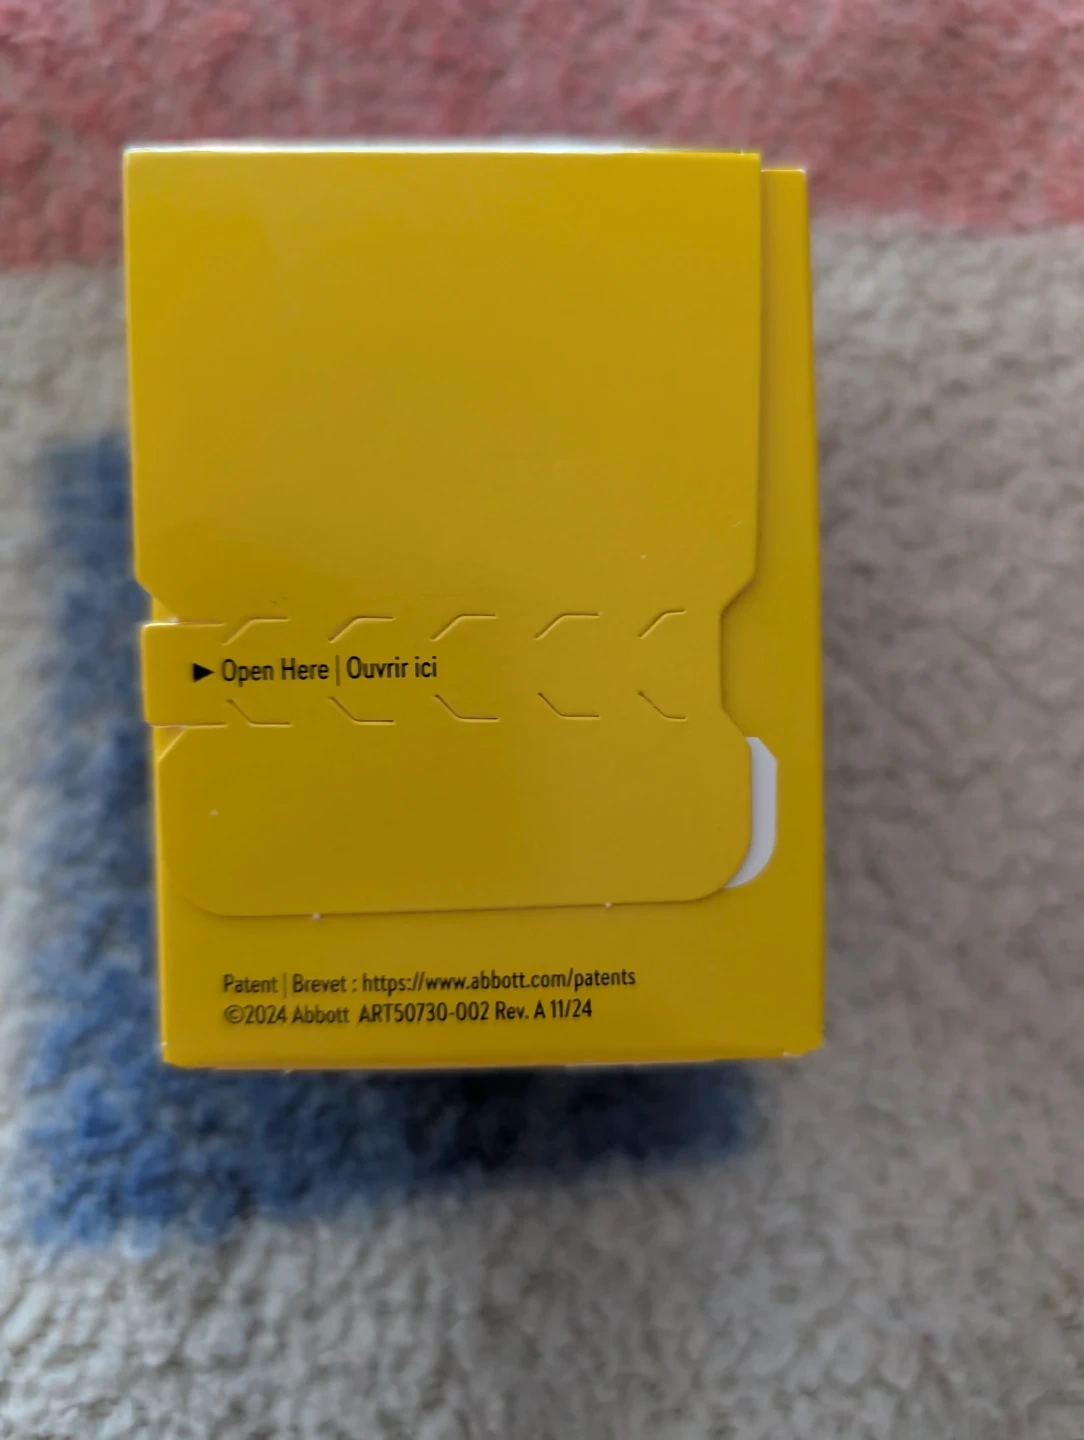 ▶ Open Here | Ouvrir ici
Patent | Brevet : https://www.abbott.com/patents
©2024 Abbott ART50730-002 Rev. A 11/24